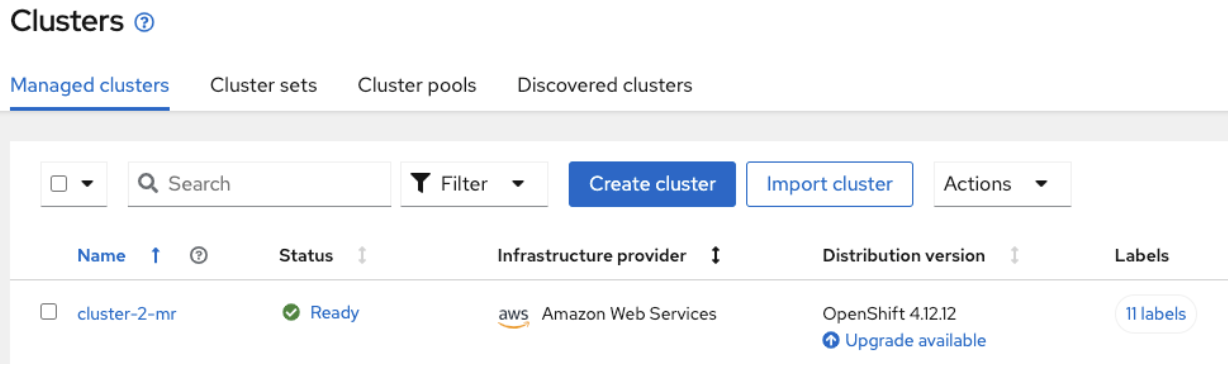 Clusters
Managed clusters Cluster sets Cluster pools Discovered clusters
Search Filter Create cluster Import cluster Actions
Name Status Infrastructure provider Distribution version Labels
cluster-2-mr Ready aws Amazon Web Services OpenShift 4.12.12 11 labels
Upgrade available